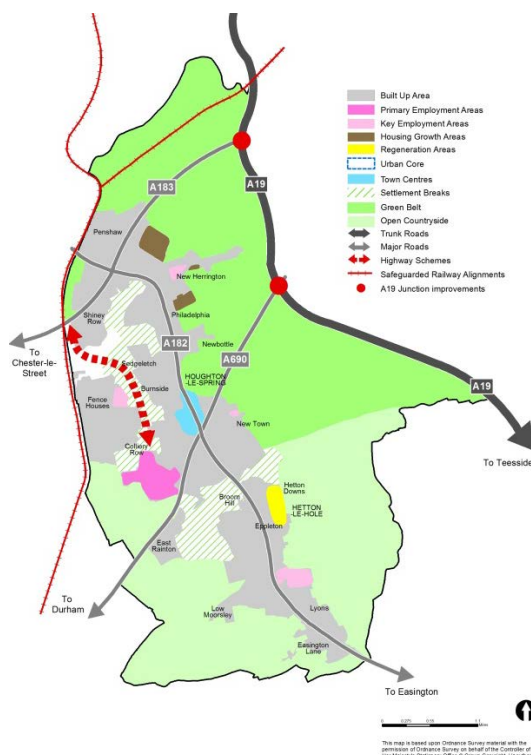 Built Up Area
Primary Employment Areas
Key Employment Areas
Housing Growth Areas
Regeneration Areas
Urban Core
Town Centres
Settlement Breaks
Green Belt
Open Countryside
Trunk Roads
Major Roads
Highway Schemes
Safeguarded Railway Alignments
A19 Junction improvements
A183
A19
Penshaw
New Herrington
Shiney
Row
Philadelphia
To
Chester-le-
Street
A182
Newbottle
Sedgeletch
A690
A19
HOUGHTON
-LE-SPRING
Burnside
Fence
Houses
New Town
Colliery
Row
To Teesside
Hetton
Downs
Broom
Hill
HETTON
-LE-HOLE
Eppleton
East
Rainton
To
Durham
Low
Moorsley
Lyons
Easington
Lane
To Easington
This map is based upon Ordnance Survey material with the
permission of Ordnance Survey on behalf of the Controller of